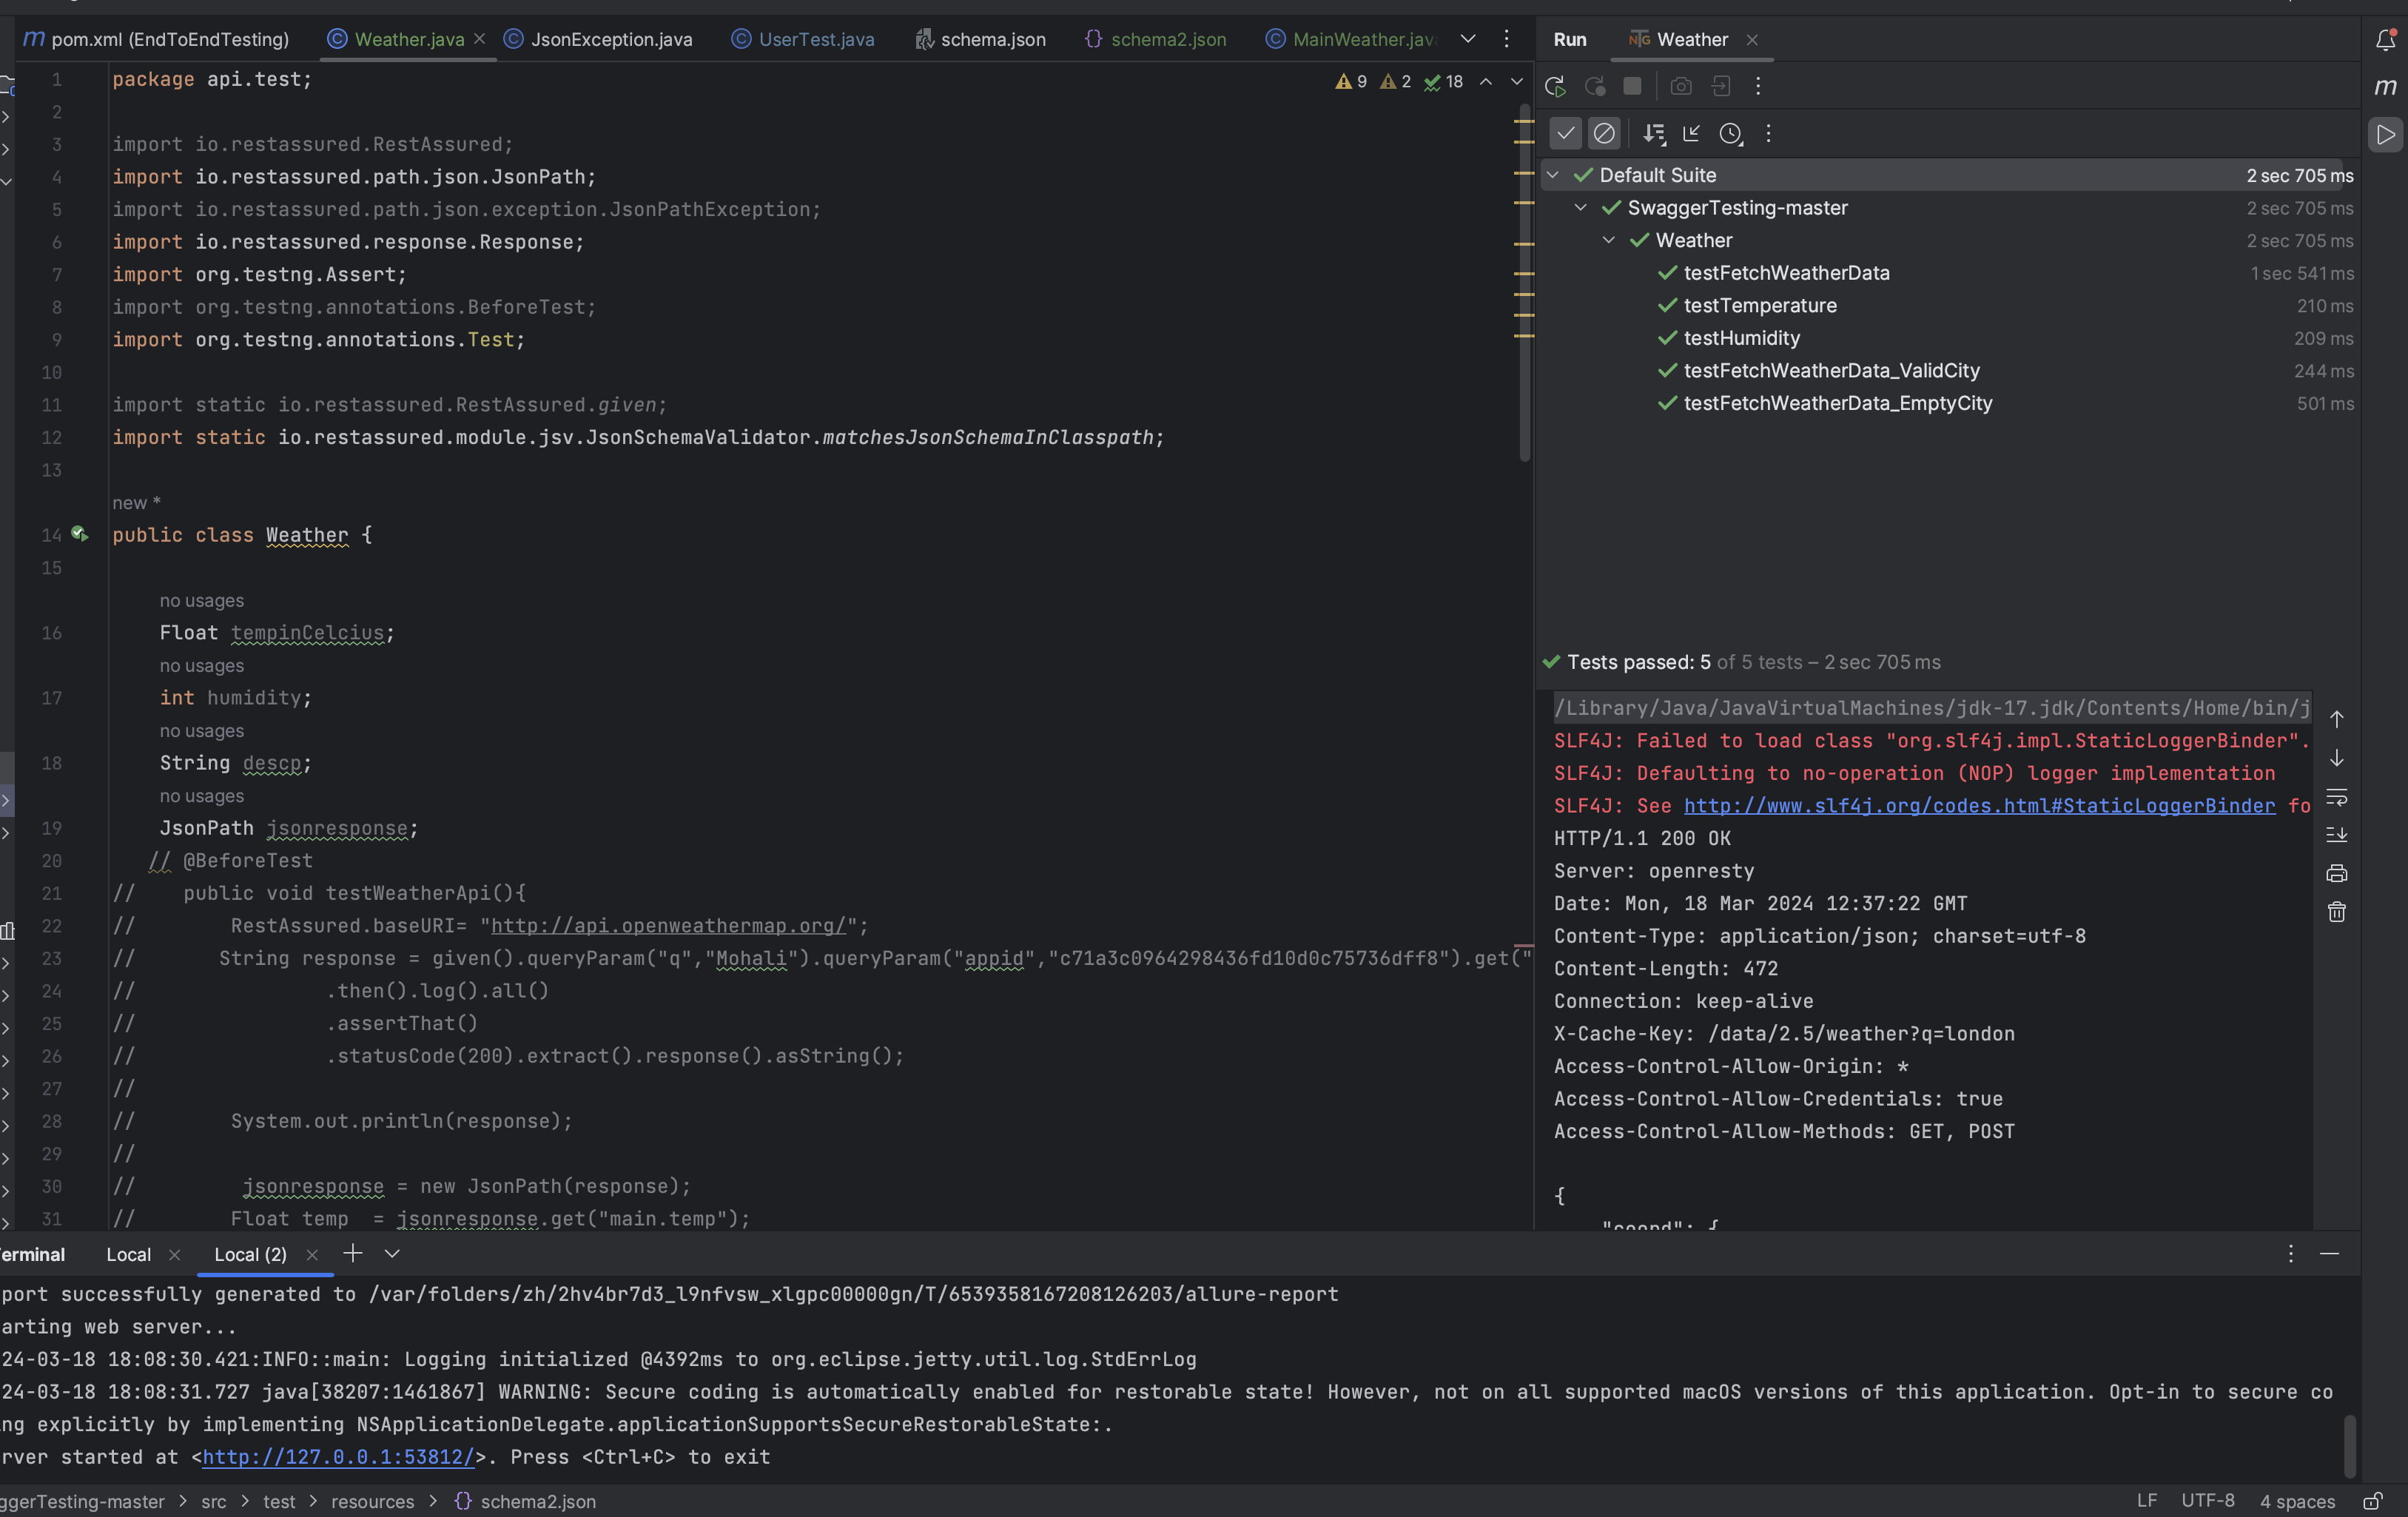 pom.xml (EndToEndTesting) Weather.java JsonException.java UserTest.java schema.json schema2.json MainWeather.java
1 package api.test;
9 2 18
2
3 import io.restassured.RestAssured;
4 import io.restassured.path.json.JsonPath;
5 import io.restassured.path.json.exception.JsonPathException;
6 import io.restassured.response.Response;
7 import org.testng.Assert;
8 import org.testng.annotations.BeforeTest;
9 import org.testng.annotations.Test;
10
11 import static io.restassured.RestAssured.given;
12 import static io.restassured.module.jsv.JsonSchemaValidator.matchesJsonSchemaInClasspath;
13
new *
14 public class Weather {
15
no usages
16 Float tempinCelcius;
no usages
17 int humidity;
no usages
18 String descp;
no usages
19 JsonPath jsonresponse;
20 // @BeforeTest
21 // public void testWeatherApi(){
22 // RestAssured.baseURI= "http://api.openweathermap.org/";
23 // String response = given().queryParam("q","Mohali").queryParam("appid","c71a3c0964298436fd10d0c75736dff8").get("
24 // .then().log().all()
25 // .assertThat()
26 // .statusCode(200).extract().response().asString();
27 //
28 // System.out.println(response);
29 //
30 // jsonresponse = new JsonPath(response);
31 // Float temp = jsonresponse.get("main.temp");
Run Weather
Default Suite 2 sec 705 ms
SwaggerTesting-master 2 sec 705 ms
Weather 2 sec 705 ms
testFetchWeatherData 1 sec 541 ms
testTemperature 210 ms
testHumidity 209 ms
testFetchWeatherData_ValidCity 244 ms
testFetchWeatherData_EmptyCity 501 ms
Tests passed: 5 of 5 tests – 2 sec 705 ms
/Library/Java/JavaVirtualMachines/jdk-17.jdk/Contents/Home/bin/j
SLF4J: Failed to load class "org.slf4j.impl.StaticLoggerBinder".
SLF4J: Defaulting to no-operation (NOP) logger implementation
SLF4J: See http://www.slf4j.org/codes.html#StaticLoggerBinder fo
HTTP/1.1 200 OK
Server: openresty
Date: Mon, 18 Mar 2024 12:37:22 GMT
Content-Type: application/json; charset=utf-8
Content-Length: 472
Connection: keep-alive
X-Cache-Key: /data/2.5/weather?q=london
Access-Control-Allow-Origin: *
Access-Control-Allow-Credentials: true
Access-Control-Allow-Methods: GET, POST
{
"coord": {
erminal Local Local (2)
port successfully generated to /var/folders/zh/2hv4br7d3_l9nfvsw_xlgpc00000gn/T/6539358167208126203/allure-report
arting web server...
24-03-18 18:08:30.421:INFO::main: Logging initialized @4392ms to org.eclipse.jetty.util.log.StdErrLog
24-03-18 18:08:31.727 java[38207:1461867] WARNING: Secure coding is automatically enabled for restorable state! However, not on all supported macOS versions of this application. Opt-in to secure co
ng explicitly by implementing NSApplicationDelegate.applicationSupportsSecureRestorableState:.
rver started at <http://127.0.0.1:53812/>. Press <Ctrl+C> to exit
ggerTesting-master > src > test > resources > schema2.json
LF UTF-8 4 spaces